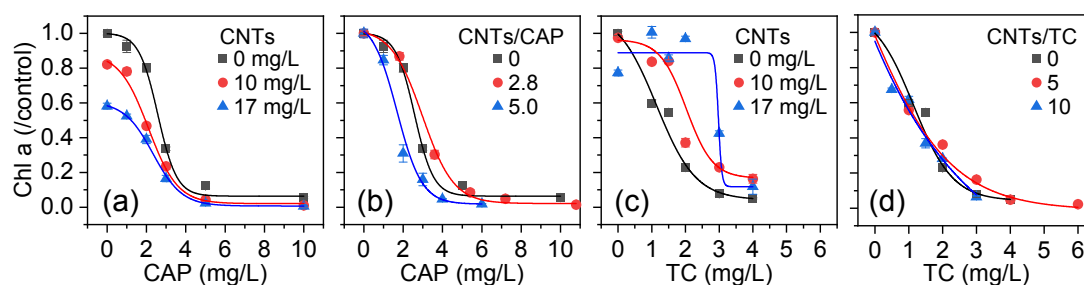 Chl a (/control)
1.0
0.8
0.6
0.4
0.2
0.0
CNTs
0 mg/L
10 mg/L
17 mg/L
(a)
0 2 4 6 8 10
CAP (mg/L)
CNTs/CAP
0
2.8
5.0
(b)
0 2 4 6 8 10
CAP (mg/L)
CNTs
0 mg/L
10 mg/L
17 mg/L
(c)
0 1 2 3 4 5 6
TC (mg/L)
CNTs/TC
0
5
10
(d)
0 1 2 3 4 5 6
TC (mg/L)